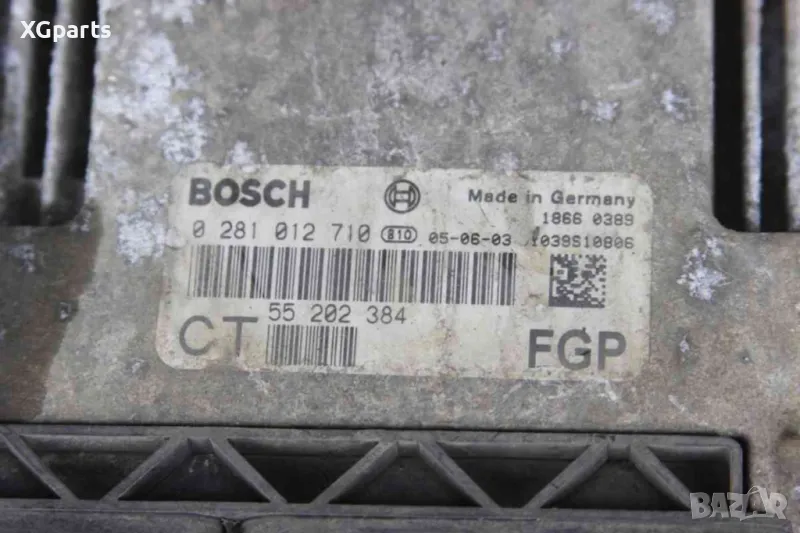 XGparts
BOSCH
Made in Germany
1866 0389
0 281 012 710 810 05-06-03 1039S10806
55 202 384
CT
FGP
BAZAR